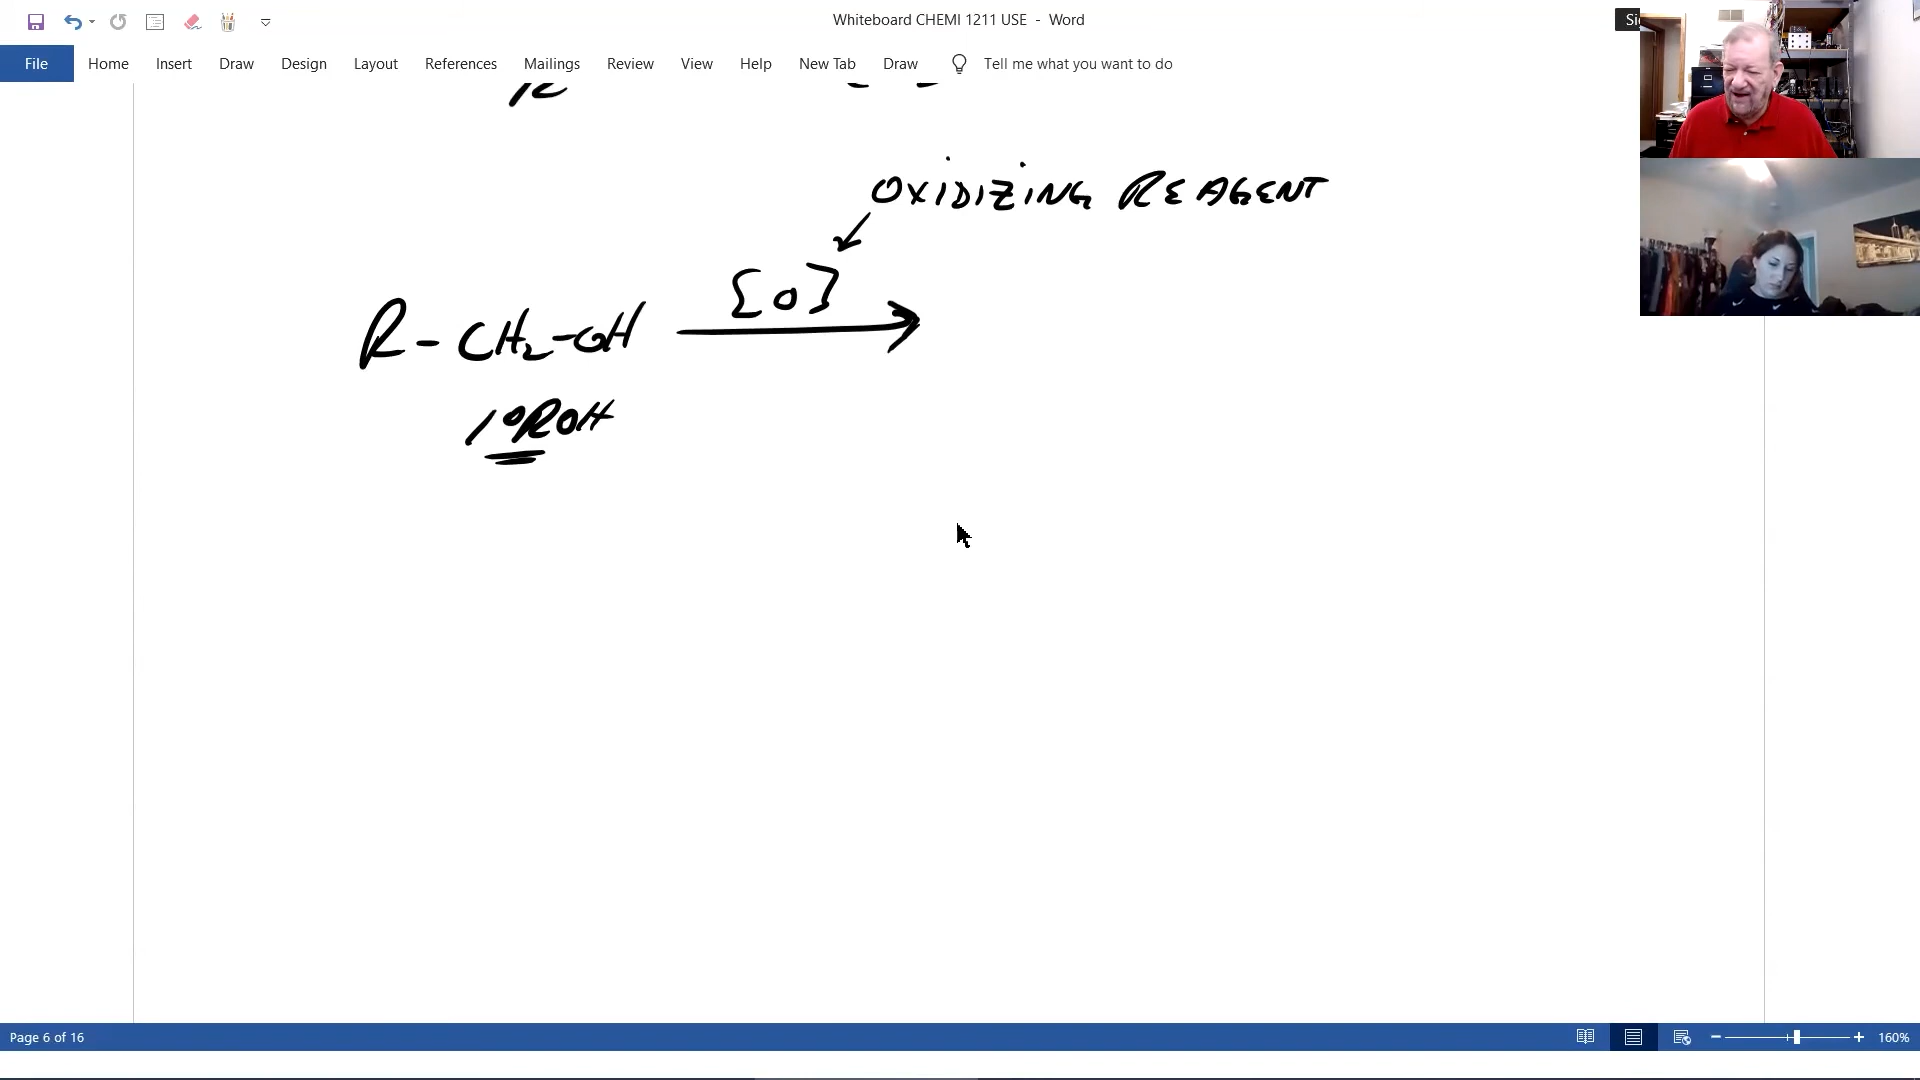 Whiteboard CHEMI 1211 USE - Word
File Home Insert Draw Design Layout References Mailings Review View Help New Tab Draw Tell me what you want to do
OXIDIZING REAGENT
[O]
R-CH₂-OH
1°ROH
Page 6 of 16
160%